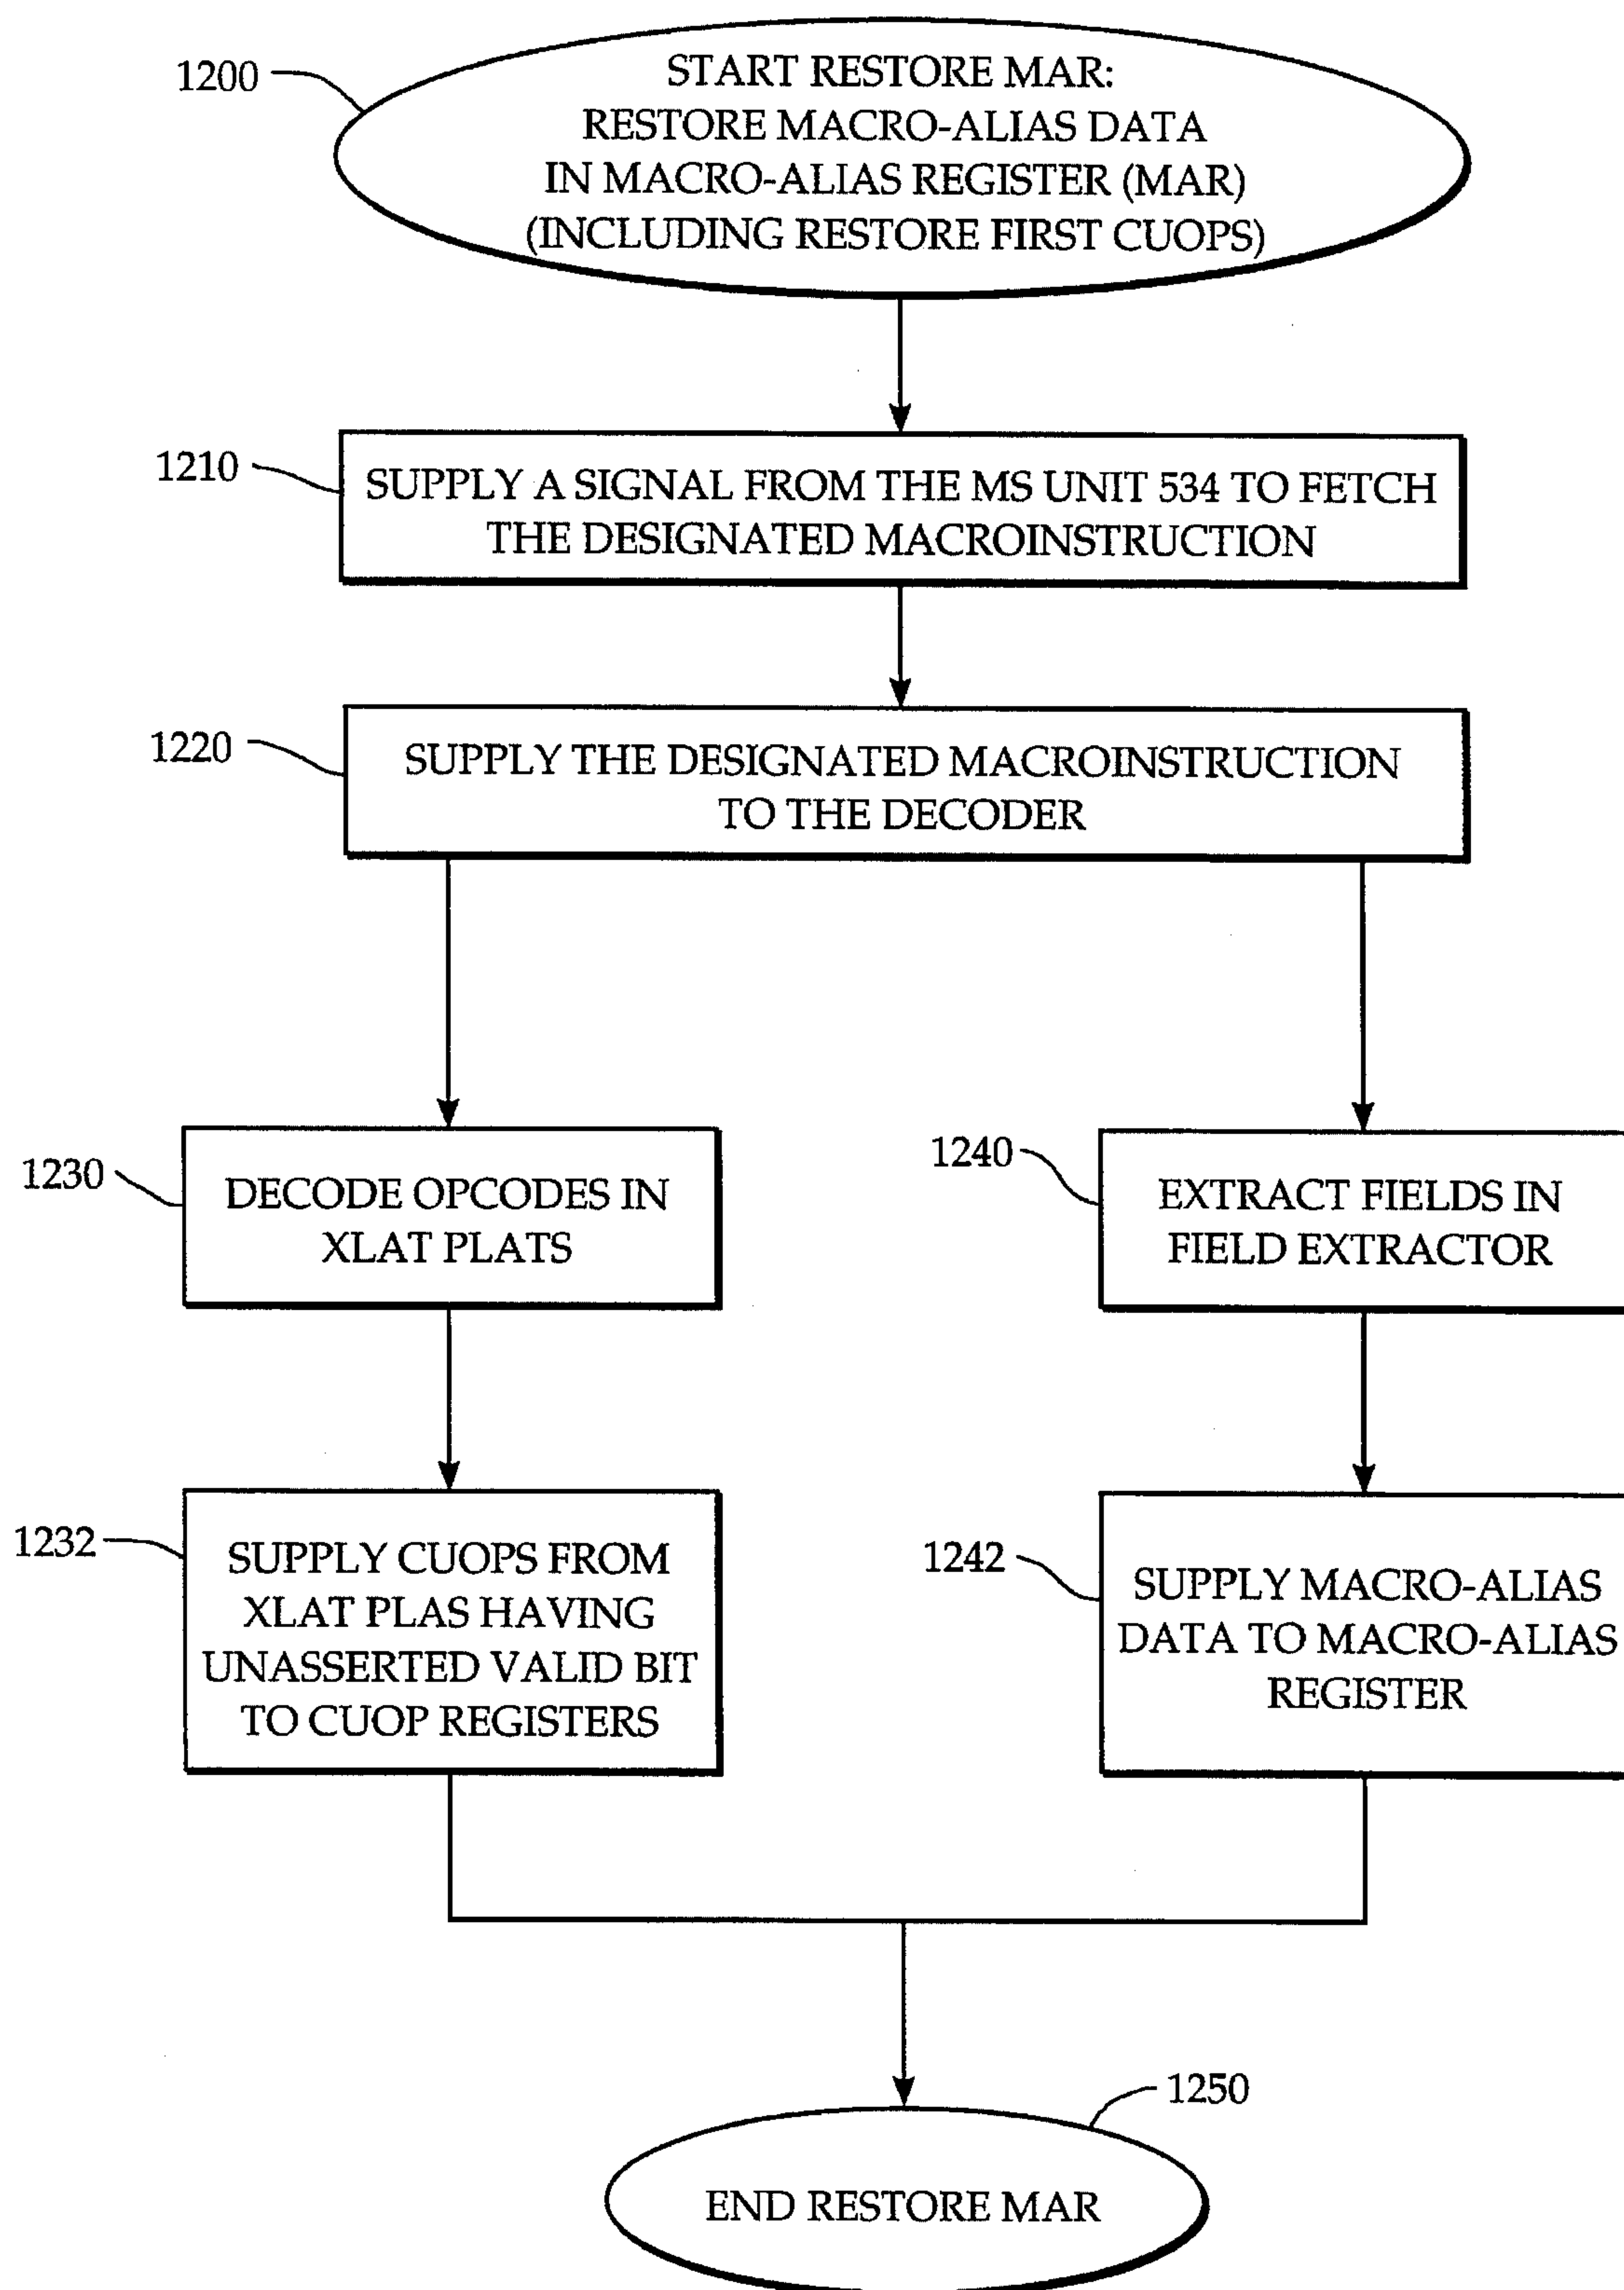 1200
START RESTORE MAR:
RESTORE MACRO-ALIAS DATA
IN MACRO-ALIAS REGISTER (MAR)
(INCLUDING RESTORE FIRST CUOPS)
1210
SUPPLY A SIGNAL FROM THE MS UNIT 534 TO FETCH
THE DESIGNATED MACROINSTRUCTION
1220
SUPPLY THE DESIGNATED MACROINSTRUCTION
TO THE DECODER
1230
DECODE OPCODES IN
XLAT PLATS
1240
EXTRACT FIELDS IN
FIELD EXTRACTOR
1232
SUPPLY CUOPS FROM
XLAT PLAS HAVING
UNASSERTED VALID BIT
TO CUOP REGISTERS
1242
SUPPLY MACRO-ALIAS
DATA TO MACRO-ALIAS
REGISTER
1250
END RESTORE MAR